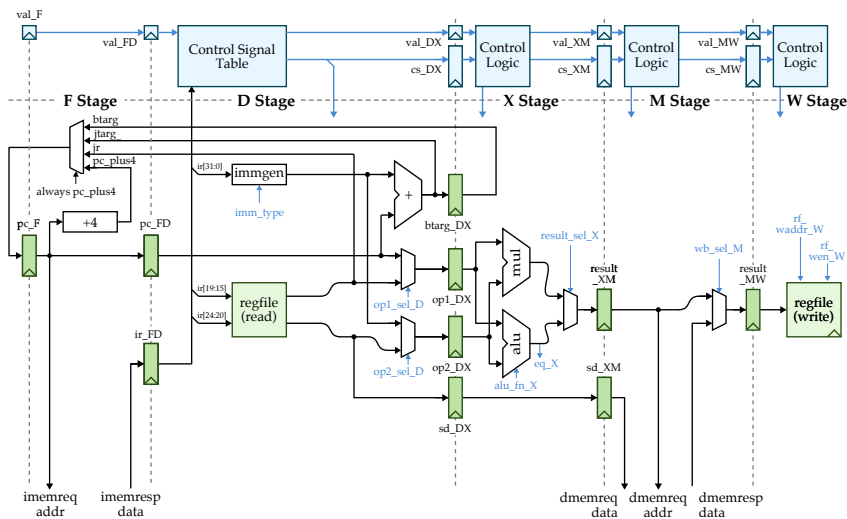 val_F
val_FD
Control Signal
Table
val_DX
cs_DX
Control
Logic
val_XM
cs_XM
Control
Logic
val_MW
cs_MW
Control
Logic
F Stage
D Stage
X Stage
M Stage
W Stage
btarg
jtarg_
jr
pc_plus4
always pc_plus4
ir[31:0]
immgen
imm_type
+
btarg_DX
pc_F
+4
pc_FD
ir[19:15]
ir[24:20]
regfile
(read)
op1_sel_D
op1_DX
op2_sel_D
op2_DX
mul
alu
alu_fn_X
eq_X
result_sel_X
result
_XM
wb_sel_M
result
_MW
rf_
waddr_W
rf_
wen_W
regfile
(write)
ir_FD
sd_DX
sd_XM
imemreq
addr
imemresp
data
dmemreq
data
dmemreq
addr
dmemresp
data